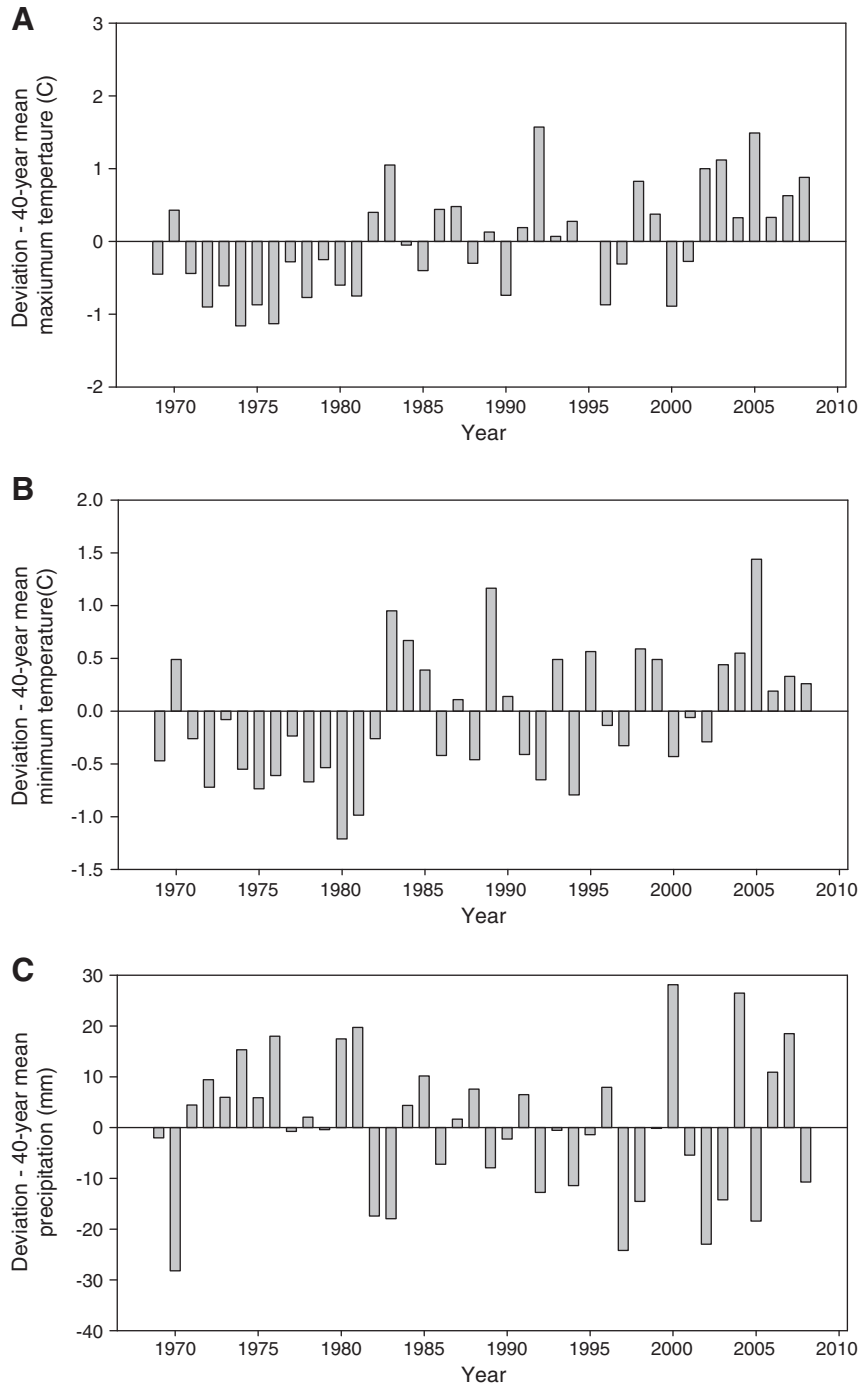 A
Deviation - 40-year mean
maxiumum tempertaure (C)
3
2
1
0
-1
-2
1970 1975 1980 1985 1990 1995 2000 2005 2010
Year
B
Deviation - 40-year mean
minimum temperature(C)
2.0
1.5
1.0
0.5
0.0
-0.5
-1.0
-1.5
1970 1975 1980 1985 1990 1995 2000 2005 2010
Year
C
Deviation - 40-year mean
precipitation (mm)
30
20
10
0
-10
-20
-30
-40
1970 1975 1980 1985 1990 1995 2000 2005 2010
Year